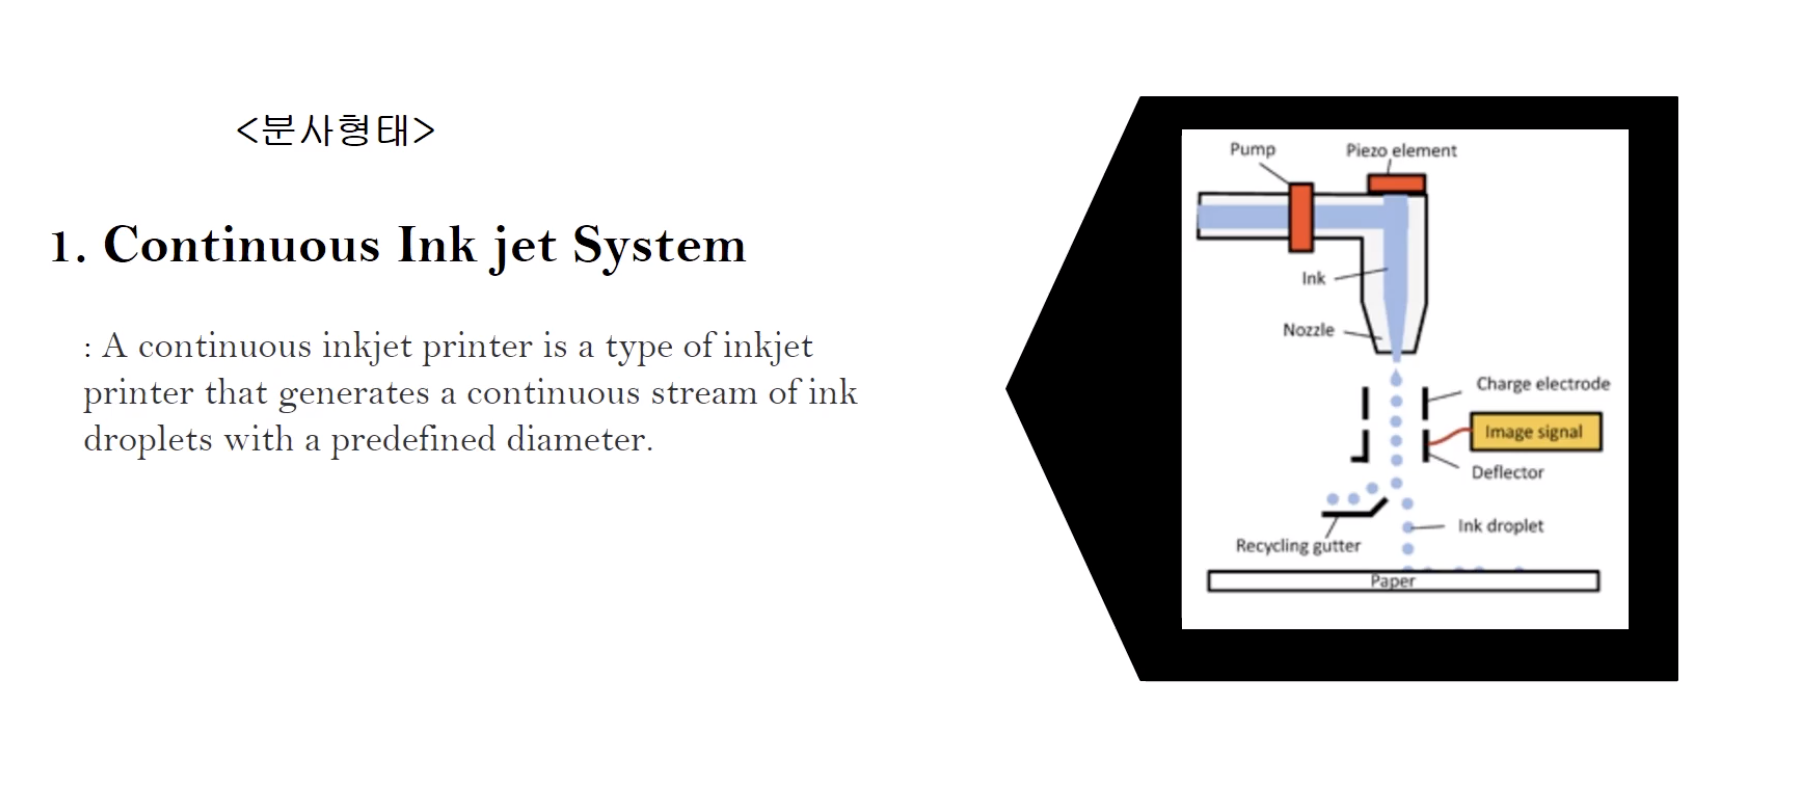 <분사형태>
1. Continuous Ink jet System
: A continuous inkjet printer is a type of inkjet
printer that generates a continuous stream of ink
droplets with a predefined diameter.
Pump
Piezo element
Ink
Nozzle
Charge electrode
Image signal
Deflector
Ink droplet
Recycling gutter
Paper